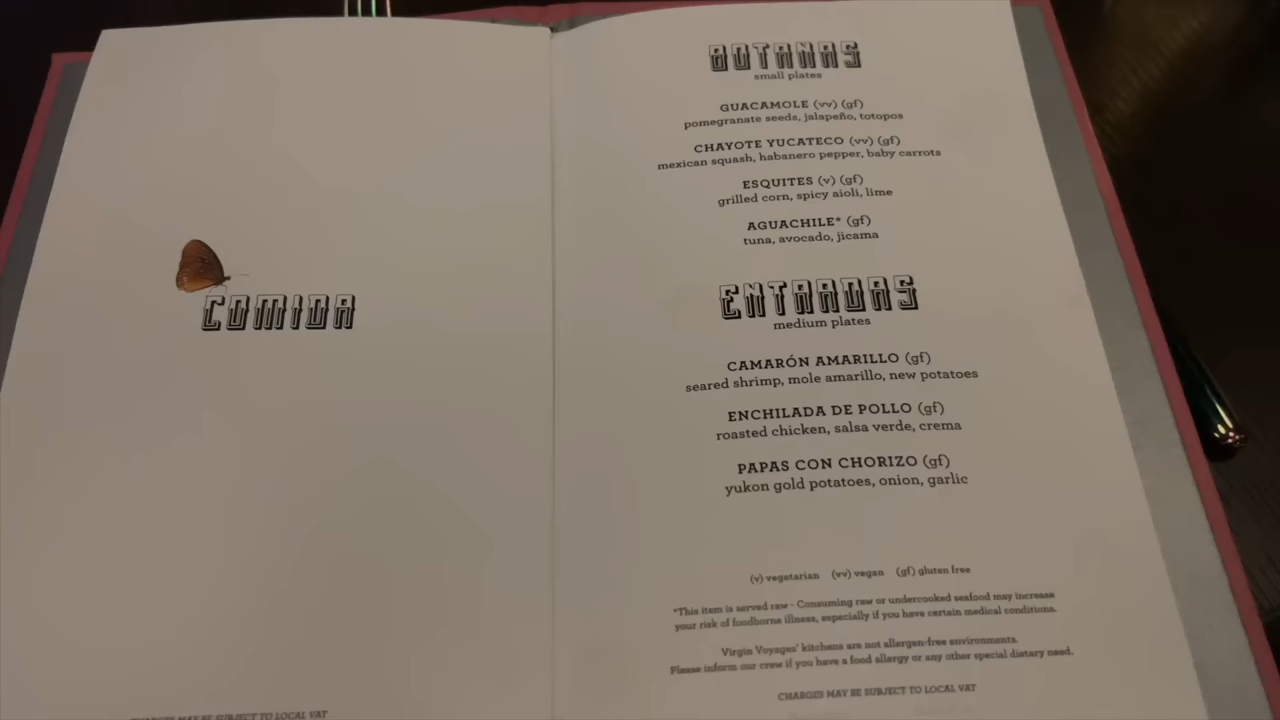 COMIDA
CHARGES MAY BE SUBJECT TO LOCAL VAT
BOTANAS
small plates
GUACAMOLE (vv) (gf)
pomegranate seeds, jalapeño, totopos
CHAYOTE YUCATECO (vv) (gf)
mexican squash, habanero pepper, baby carrots
ESQUITES (v) (gf)
grilled corn, spicy aioli, lime
AGUACHILE* (gf)
tuna, avocado, jicama
ENTRADAS
medium plates
CAMARÓN AMARILLO (gf)
seared shrimp, mole amarillo, new potatoes
ENCHILADA DE POLLO (gf)
roasted chicken, salsa verde, crema
PAPAS CON CHORIZO (gf)
yukon gold potatoes, onion, garlic
(v) vegetarian (vv) vegan (gf) gluten free
*This item is served raw - Consuming raw or undercooked seafood may increase
your risk of foodborne illness, especially if you have certain medical conditions.
Virgin Voyages' kitchens are not allergen-free environments.
Please inform our crew if you have a food allergy or any other special dietary need.
CHARGES MAY BE SUBJECT TO LOCAL VAT